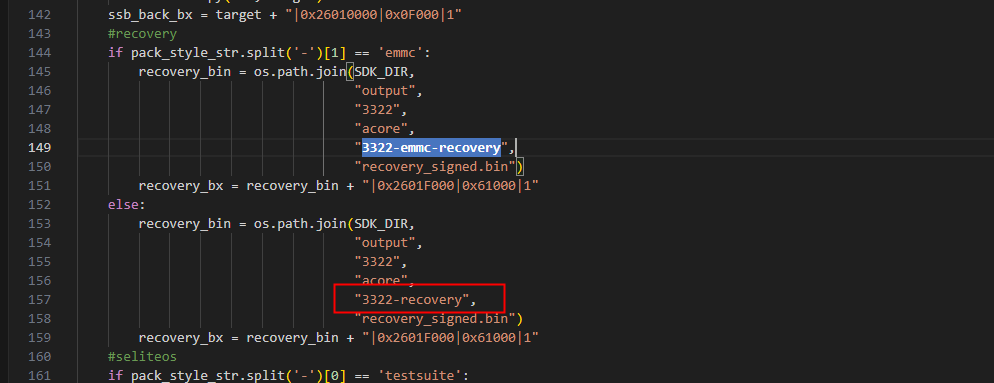 142 ssb_back_bx = target + "|0x26010000|0x0F000|1"
143 #recovery
144 if pack_style_str.split('-')[1] == 'emmc':
145 recovery_bin = os.path.join(SDK_DIR,
146 "output",
147 "3322",
148 "acore",
149 "3322-emmc-recovery",
150 "recovery_signed.bin")
151 recovery_bx = recovery_bin + "|0x2601F000|0x61000|1"
152 else:
153 recovery_bin = os.path.join(SDK_DIR,
154 "output",
155 "3322",
156 "acore",
157 "3322-recovery",
158 "recovery_signed.bin")
159 recovery_bx = recovery_bin + "|0x2601F000|0x61000|1"
160 #seliteos
161 if pack_style_str.split('-')[0] == 'testsuite':